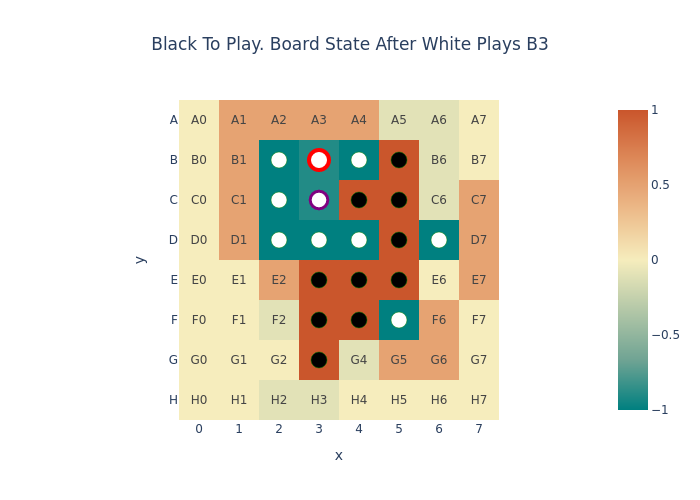 Black To Play. Board State After White Plays B3
A A0 A1 A2 A3 A4 A5 A6 A7
B B0 B1 B6 B7
C C0 C1 C6 C7
D D0 D1 D7
E E0 E1 E2 E6 E7
F F0 F1 F2 F6 F7
G G0 G1 G2 G4 G5 G6 G7
H H0 H1 H2 H3 H4 H5 H6 H7
0 1 2 3 4 5 6 7
x
y
1
0.5
0
−0.5
−1